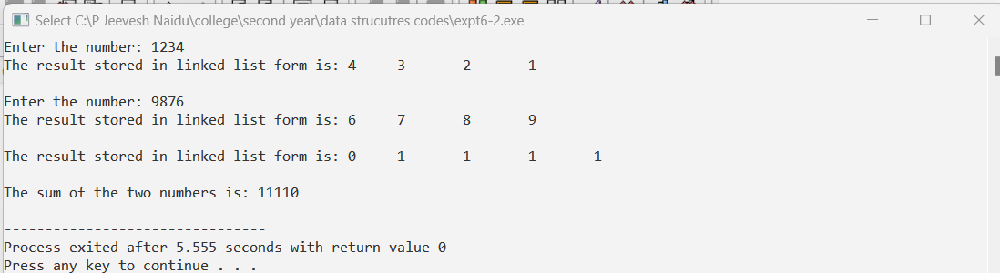 Select C:\P Jeevesh Naidu\college\second year\data strucutres codes\expt6-2.exe
Enter the number: 1234
The result stored in linked list form is: 4 3 2 1
Enter the number: 9876
The result stored in linked list form is: 6 7 8 9
The result stored in linked list form is: 0 1 1 1 1
The sum of the two numbers is: 11110
--------------------------------
Process exited after 5.555 seconds with return value 0
Press any key to continue . . .